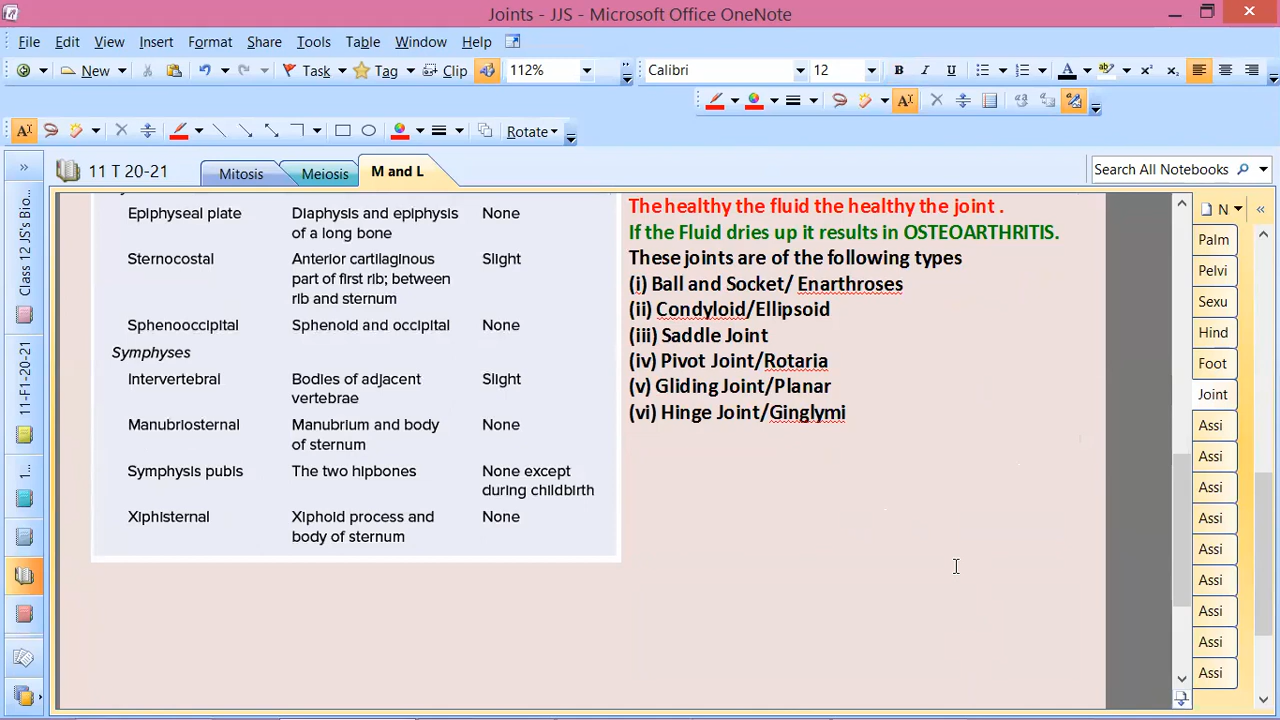 Joints - JJS - Microsoft Office OneNote
File Edit View Insert Format Share Tools Table Window Help
New Task Tag Clip 112% Calibri 12 B I U
Rotate
11 T 20-21 Mitosis Meiosis M and L Search All Notebooks
Class 12 JJS's Bio...
11-F1-20-21
1...
N
Palm
Pelvi
Sexu
Hind
Foot
Joint
Assi
Assi
Assi
Assi
Assi
Assi
Assi
Assi
Assi
Epiphyseal plate Diaphysis and epiphysis None
of a long bone
Sternocostal Anterior cartilaginous Slight
part of first rib; between
rib and sternum
Sphenooccipital Sphenoid and occipital None
Symphyses
Intervertebral Bodies of adjacent Slight
vertebrae
Manubriosternal Manubrium and body None
of sternum
Symphysis pubis The two hipbones None except
during childbirth
Xiphisternal Xiphoid process and None
body of sternum
The healthy the fluid the healthy the joint .
If the Fluid dries up it results in OSTEOARTHRITIS.
These joints are of the following types
(i) Ball and Socket/ Enarthroses
(ii) Condyloid/Ellipsoid
(iii) Saddle Joint
(iv) Pivot Joint/Rotaria
(v) Gliding Joint/Planar
(vi) Hinge Joint/Ginglymi